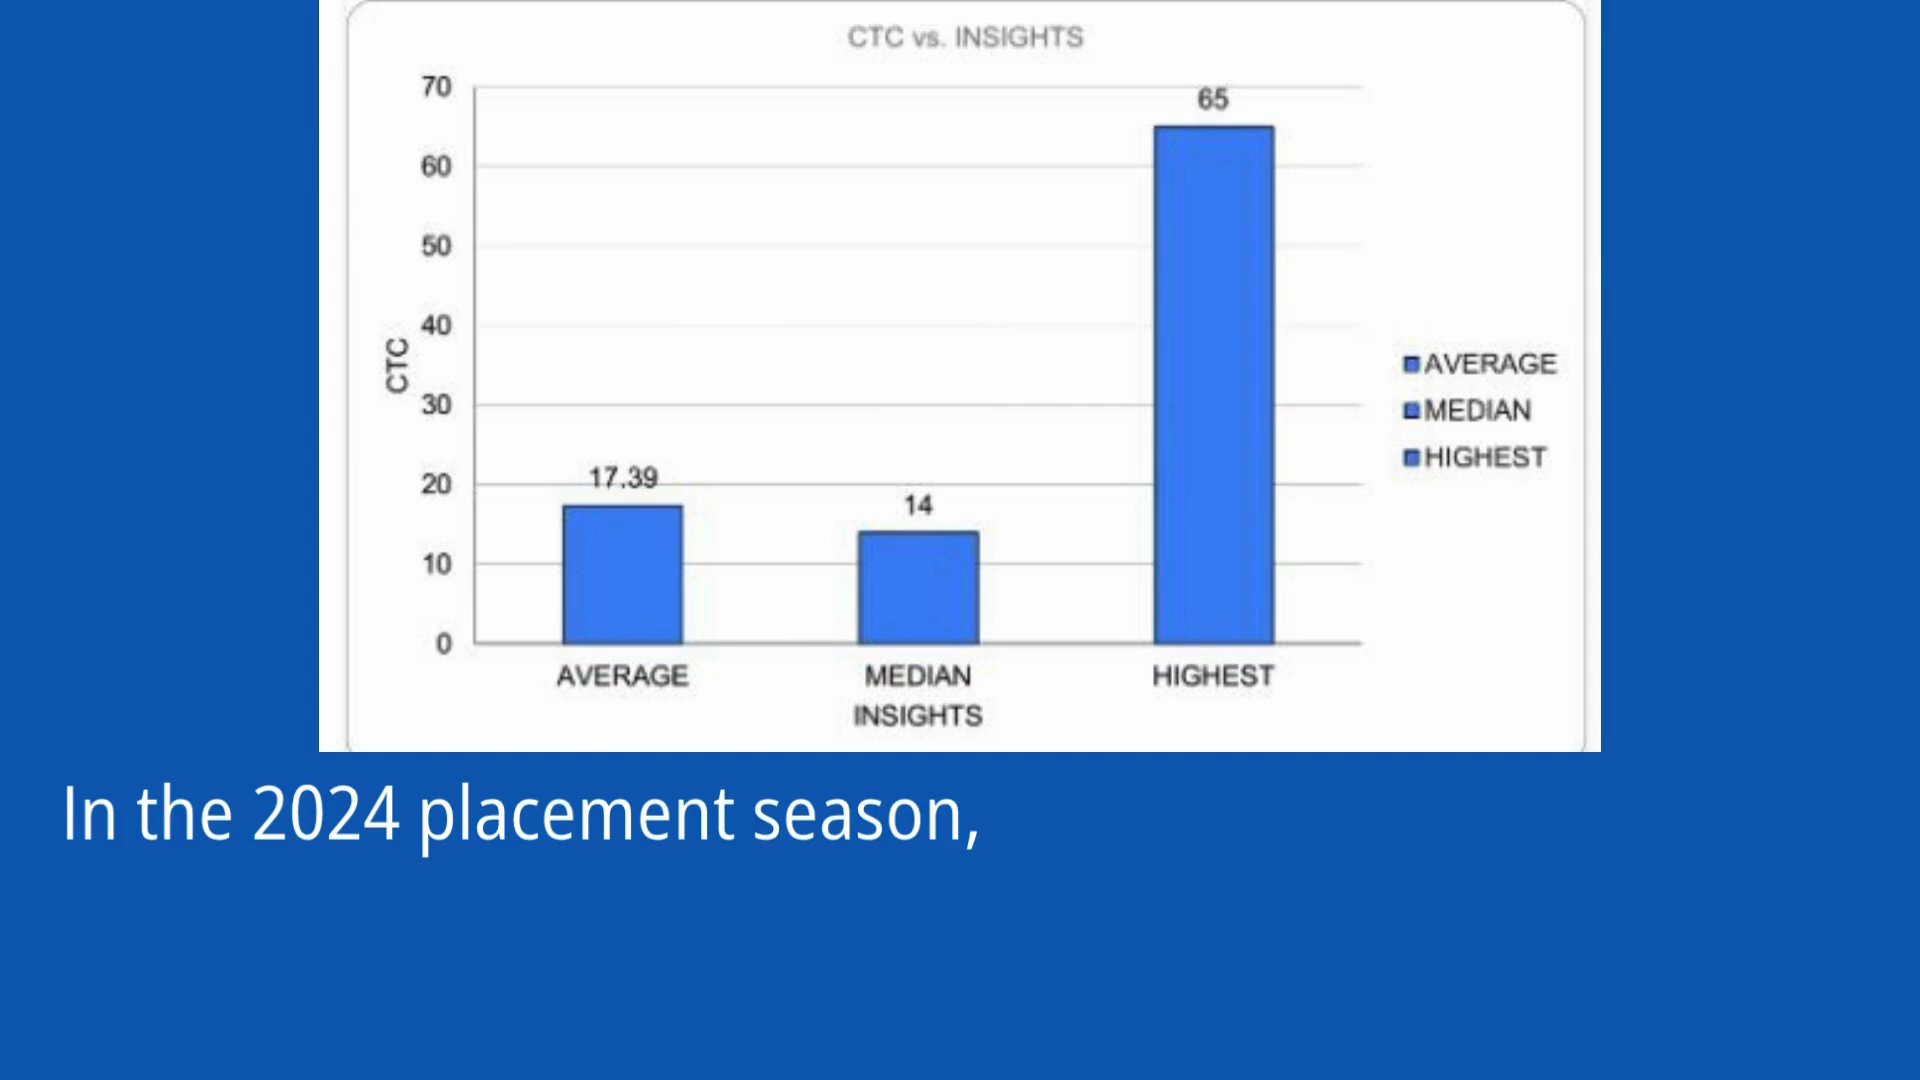 CTC vs. INSIGHTS
70
60
50
40
30
20
10
0
CTC
17.39
14
65
AVERAGE
MEDIAN
HIGHEST
INSIGHTS
AVERAGE
MEDIAN
HIGHEST
In the 2024 placement season,